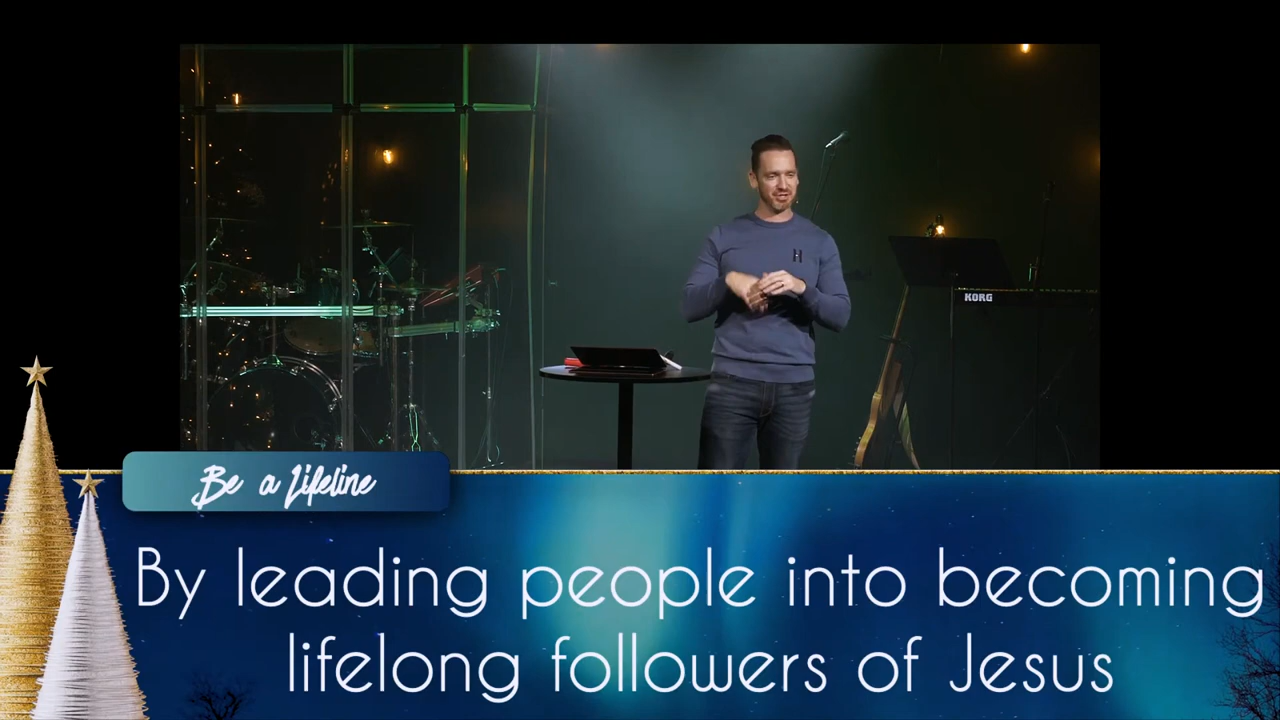 H
KORG
Be a Lifeline
By leading people into becoming
lifelong followers of Jesus